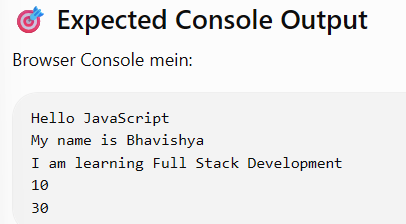 🎯 Expected Console Output
Browser Console mein:
Hello JavaScript
My name is Bhavishya
I am learning Full Stack Development
10
30